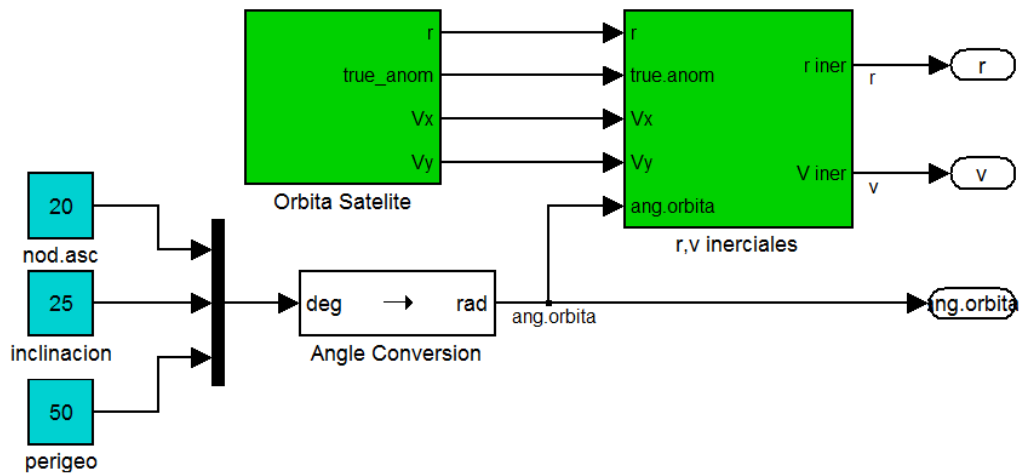 r
true_anom
Vx
Vy
Orbita Satelite
r
true.anom
Vx
Vy
ang.orbita
r iner
V iner
r,v inerciales
r
r
v
v
20
nod.asc
25
inclinacion
50
perigeo
deg
rad
Angle Conversion
ang.orbita
ang.orbita